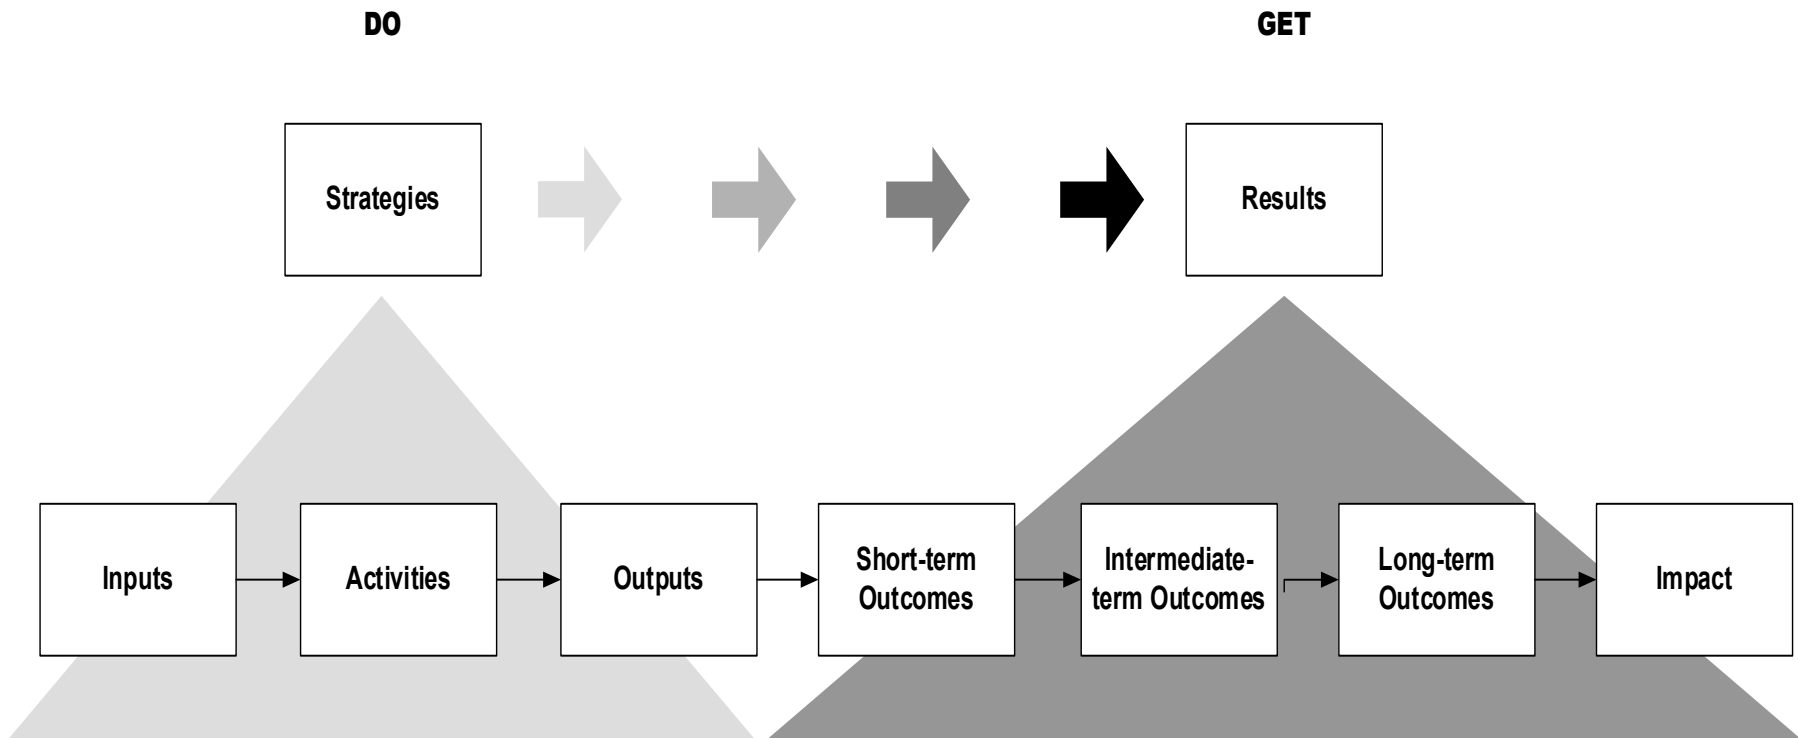 DO
GET
Strategies
Results
Inputs
Activities
Outputs
Short-term
Outcomes
Intermediate-
term Outcomes
Long-term
Outcomes
Impact